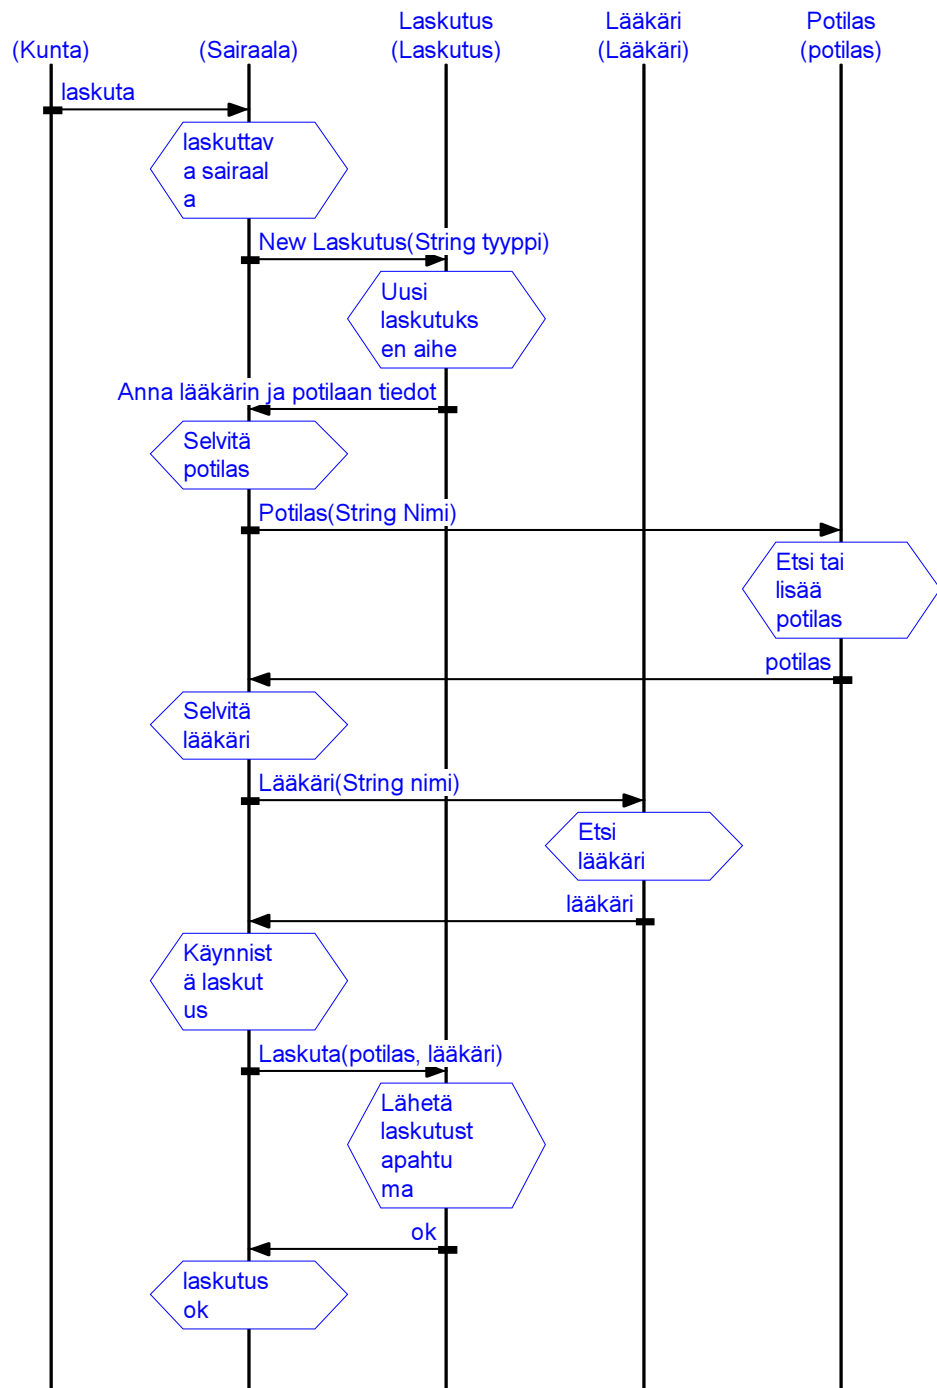 Laskutus
Lääkäri
Potilas
(Kunta)
(Sairaala)
(Laskutus)
(Lääkäri)
(potilas)
laskuta
laskuttav
a sairaal
a
New Laskutus(String tyyppi)
Uusi
laskutuks
en aihe
Anna lääkärin ja potilaan tiedot
Selvitä
potilas
Potilas(String Nimi)
Etsi tai
lisää
potilas
potilas
Selvitä
lääkäri
Lääkäri(String nimi)
Etsi
lääkäri
lääkäri
Käynnist
ä laskut
us
Laskuta(potilas, lääkäri)
Lähetä
laskutust
apahtu
ma
ok
laskutus
ok